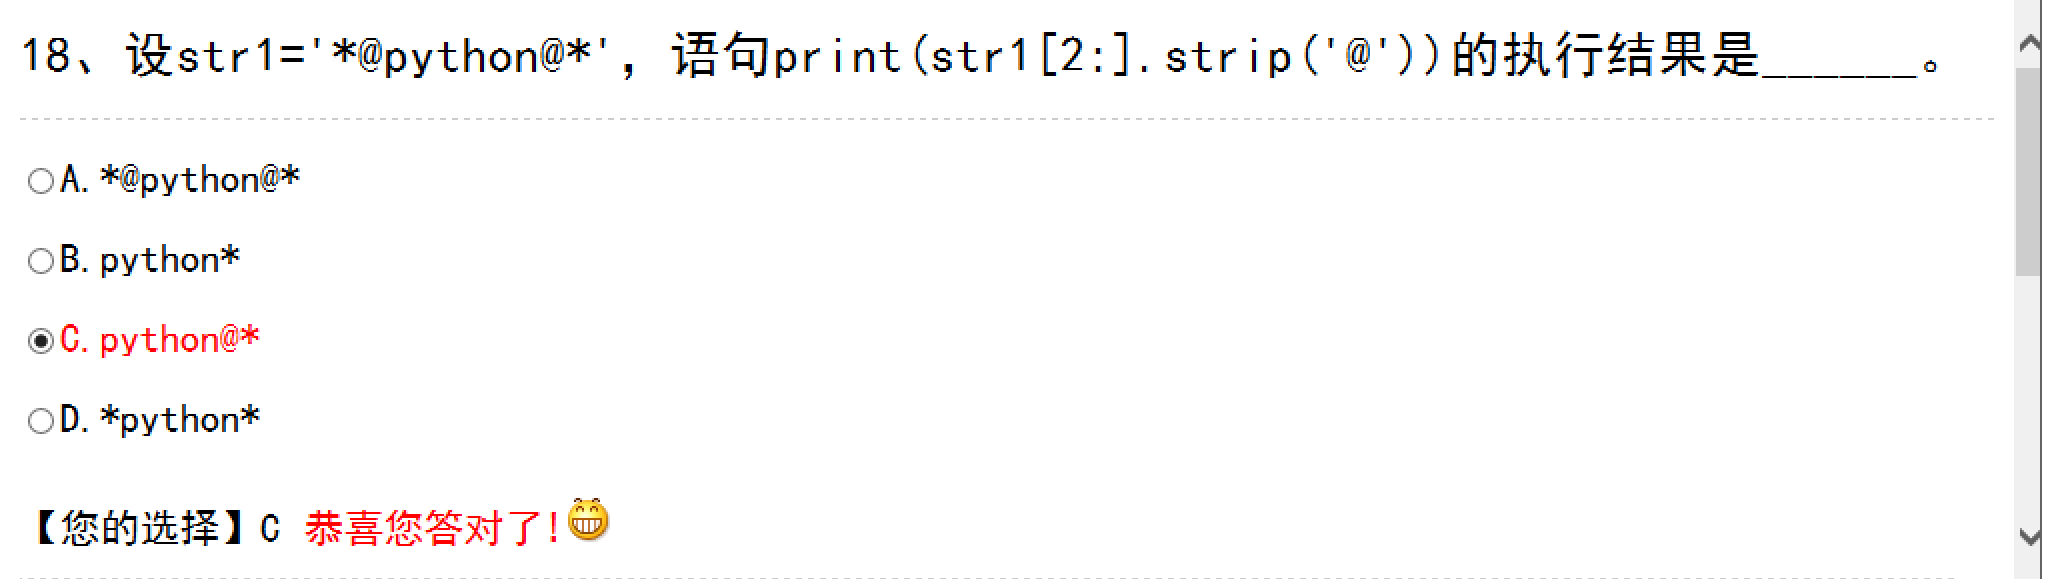 18、设str1='*@python@*'，语句print(str1[2:].strip('@'))的执行结果是______。
A.*@python@*
B.python*
C.python@*
D.*python*
【您的选择】C 恭喜您答对了!